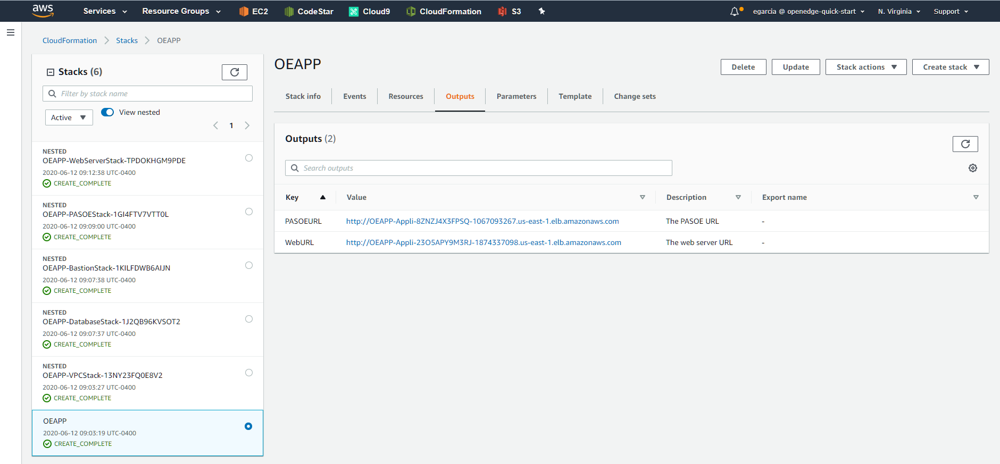 aws Services Resource Groups EC2 CodeStar Cloud9 CloudFormation S3 egarcia @ openedge-quick-start N. Virginia Support
CloudFormation Stacks OEAPP
Stacks (6)
Filter by stack name
Active View nested
1
NESTED
OEAPP-WebServerStack-TPDOKHGM9PDE
2020-06-12 09:12:38 UTC-0400
CREATE_COMPLETE
NESTED
OEAPP-PASOEStack-1GI4FTV7VTT0L
2020-06-12 09:09:00 UTC-0400
CREATE_COMPLETE
NESTED
OEAPP-BastionStack-1KILFDWB6AIJN
2020-06-12 09:07:38 UTC-0400
CREATE_COMPLETE
NESTED
OEAPP-DatabaseStack-1J2QB96KVSOT2
2020-06-12 09:07:37 UTC-0400
CREATE_COMPLETE
NESTED
OEAPP-VPCStack-13NY23FQ0E8V2
2020-06-12 09:03:27 UTC-0400
CREATE_COMPLETE
OEAPP
2020-06-12 09:03:19 UTC-0400
CREATE_COMPLETE
OEAPP
Delete Update Stack actions Create stack
Stack info Events Resources Outputs Parameters Template Change sets
Outputs (2)
Search outputs
Key Value Description Export name
PASOEURL http://OEAPP-Appli-8ZNZJ4X3FPSQ-1067093267.us-east-1.elb.amazonaws.com The PASOE URL -
WebURL http://OEAPP-Appli-23O5APY9M3RJ-1874337098.us-east-1.elb.amazonaws.com The web server URL -